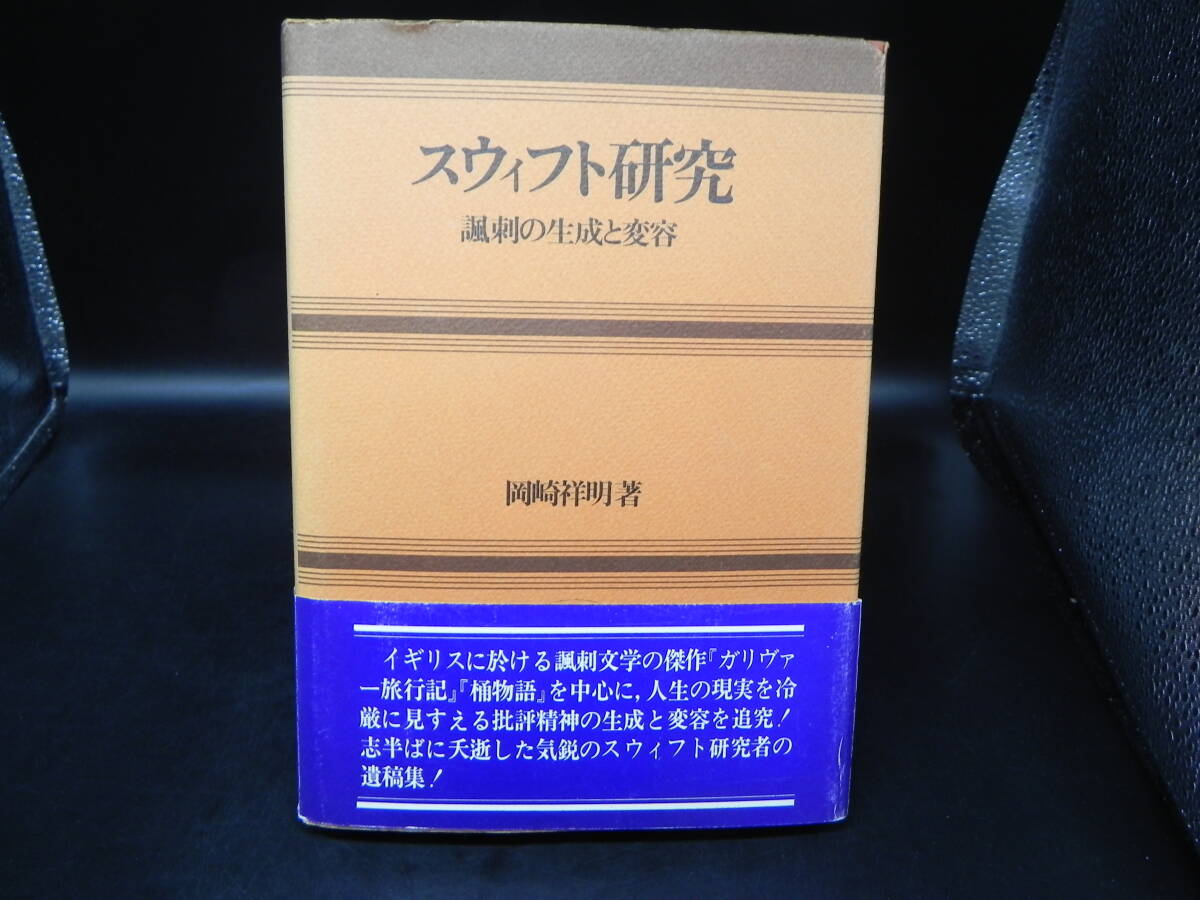 スウィフト研究
諷刺の生成と変容
岡崎祥明著
イギリスに於ける諷刺文学の傑作『ガリヴァ
ー旅行記』『桶物語』を中心に,人生の現実を冷
厳に見すえる批評精神の生成と変容を追究!
志半ばに夭逝した気鋭のスウィフト研究者の
遺稿集!